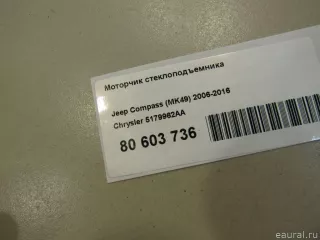 Моторчик стеклоподъемника
Jeep Compass (MK49) 2006-2016
Chrysler 5179962AA
80 603 736
eaural.ru